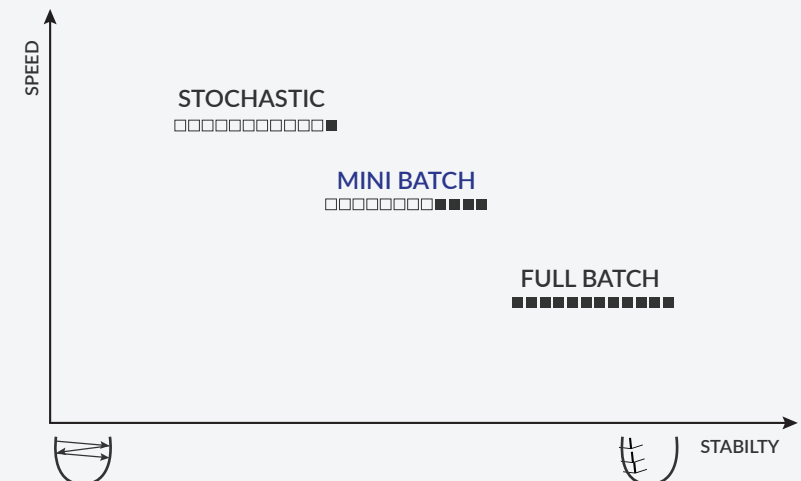 SPEED
STOCHASTIC
MINI BATCH
FULL BATCH
STABILTY